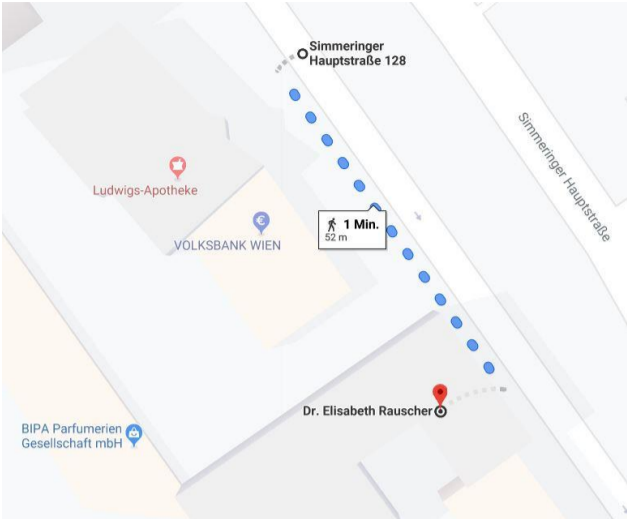 Simmeringer
Hauptstraße 128
Simmeringer Hauptstraße
Ludwigs-Apotheke
1 Min.
52 m
VOLKSBANK WIEN
Dr. Elisabeth Rauscher
BIPA Parfumerien
Gesellschaft mbH